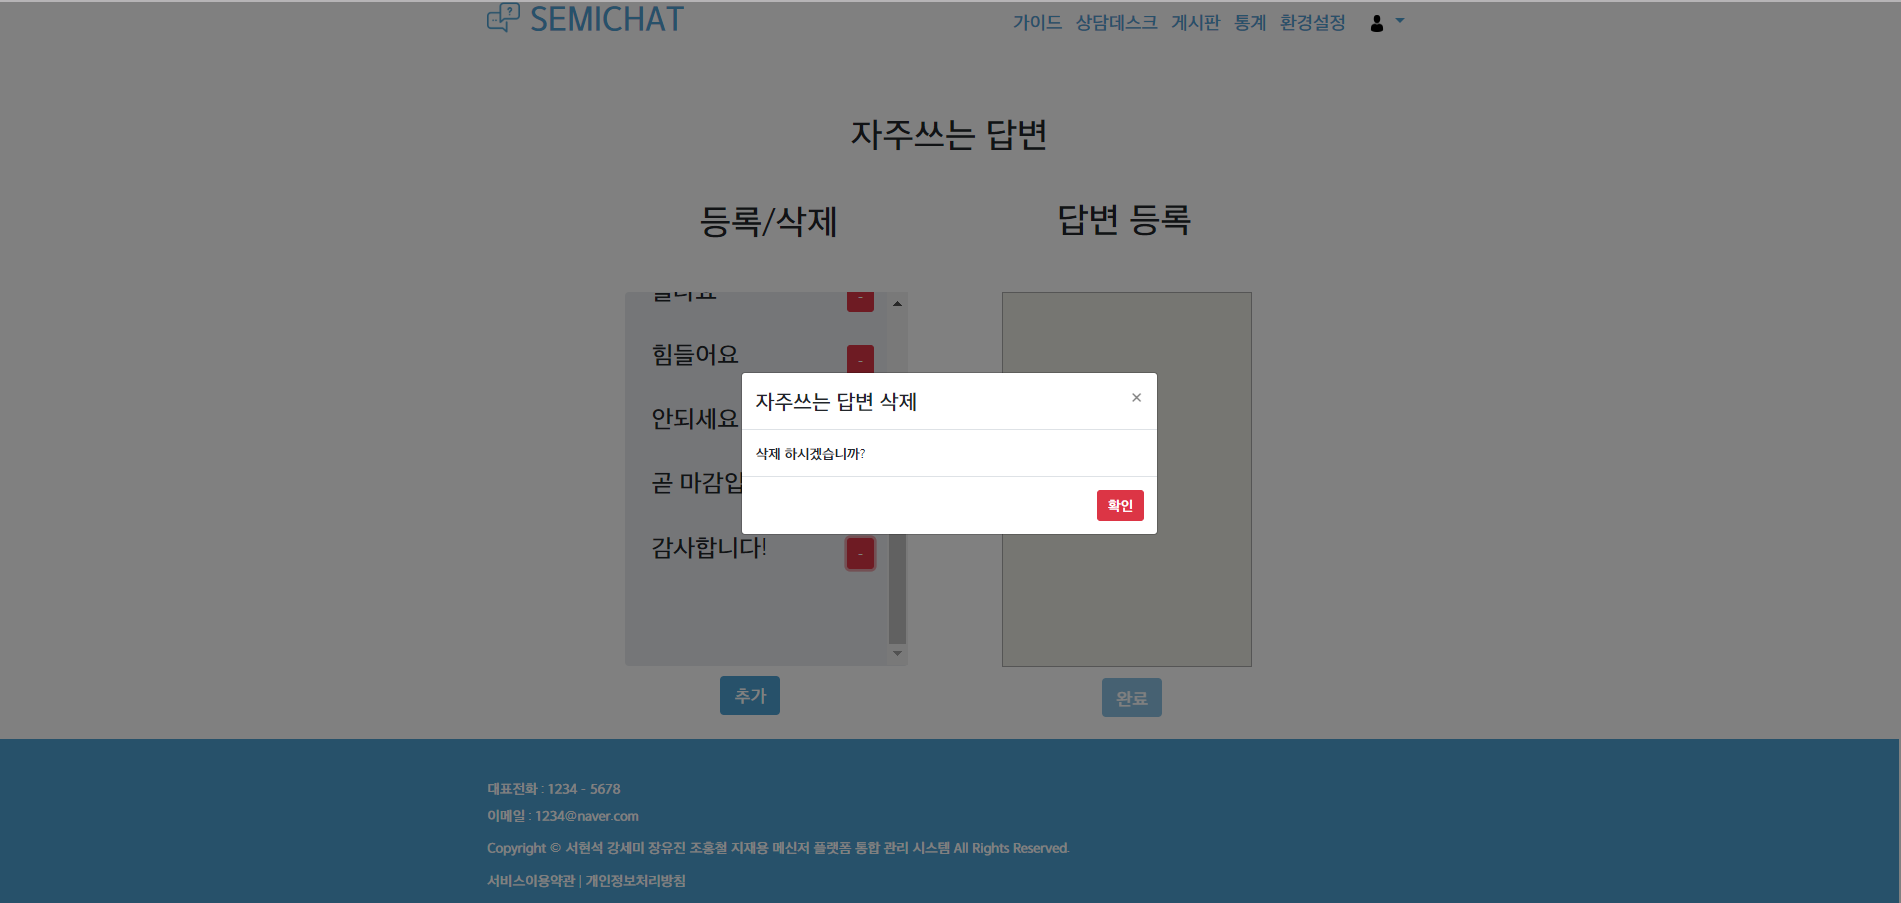 SEMICHAT
가이드 상담데스크 게시판 통계 환경설정
자주쓰는 답변
등록/삭제
답변 등록
-
힘들어요
-
안되세요
곧 마감입
감사합니다!
-
자주쓰는 답변 삭제
×
삭제 하시겠습니까?
확인
추가
완료
대표전화 : 1234 - 5678
이메일 : 1234@naver.com
Copyright © 서현석 강세미 장유진 조홍철 지재용 메신저 플랫폼 통합 관리 시스템 All Rights Reserved.
서비스이용약관 | 개인정보처리방침